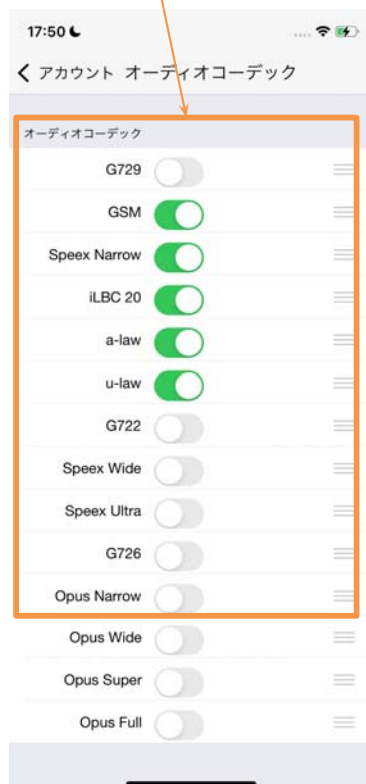 17:50
アカウント オーディオコーデック
オーディオコーデック
G729
GSM
Speex Narrow
iLBC 20
a-law
u-law
G722
Speex Wide
Speex Ultra
G726
Opus Narrow
Opus Wide
Opus Super
Opus Full